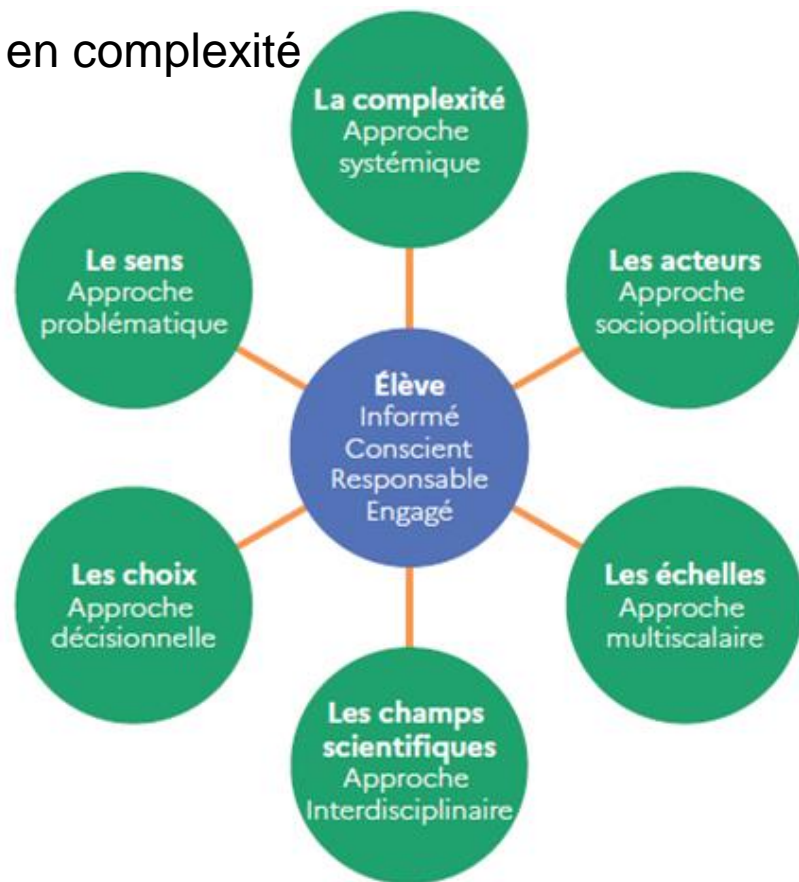 en complexité
La complexité
Approche
systémique
Le sens
Approche
problématique
Les acteurs
Approche
sociopolitique
Élève
Informé
Conscient
Responsable
Engagé
Les choix
Approche
décisionnelle
Les échelles
Approche
multiscalaire
Les champs
scientifiques
Approche
Interdisciplinaire